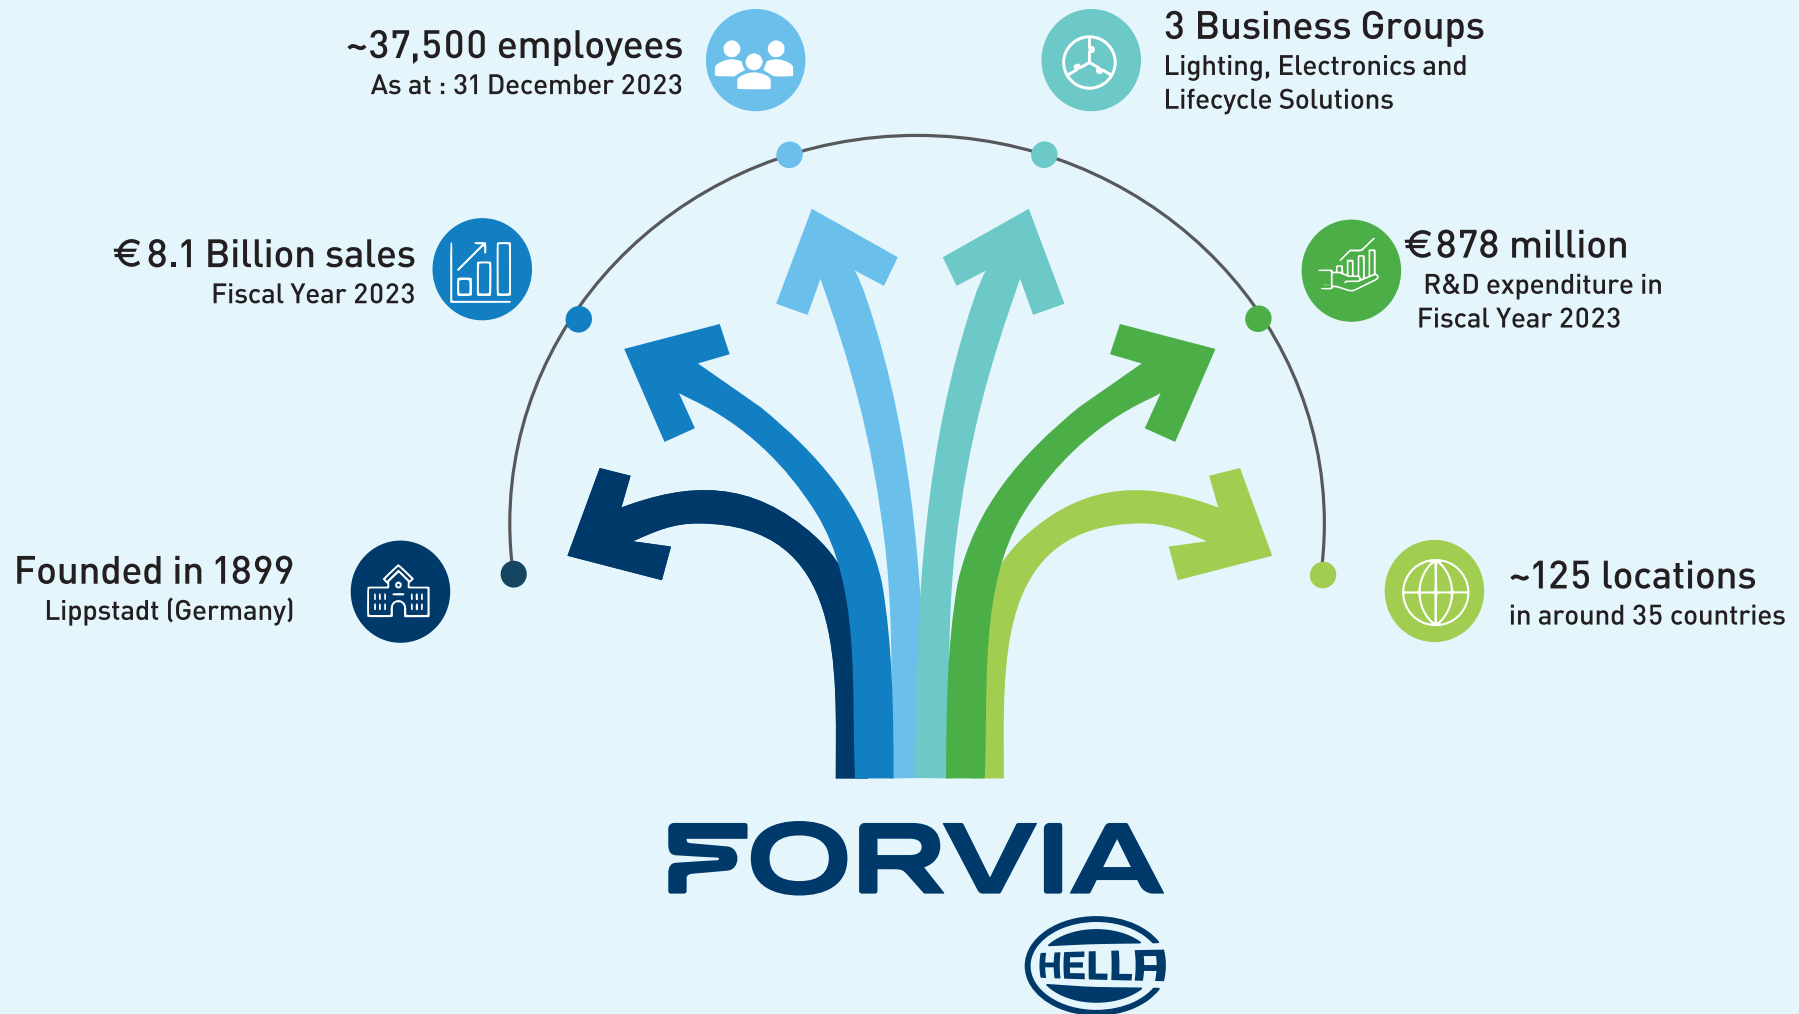 ~37,500 employees
As at : 31 December 2023
3 Business Groups
Lighting, Electronics and
Lifecycle Solutions
€8.1 Billion sales
Fiscal Year 2023
€878 million
R&D expenditure in
Fiscal Year 2023
Founded in 1899
Lippstadt (Germany)
~125 locations
in around 35 countries
FORVIA
HELLA